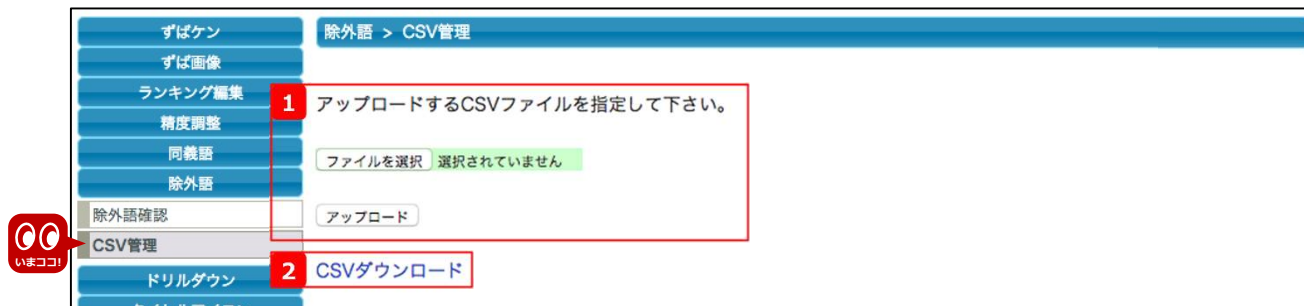 ずばケン
ずば画像
ランキング編集
精度調整
同義語
除外語
除外語確認
CSV管理
いまココ!
ドリルダウン
除外語 > CSV管理
1
アップロードするCSVファイルを指定して下さい。
ファイルを選択 選択されていません
アップロード
2
CSVダウンロード